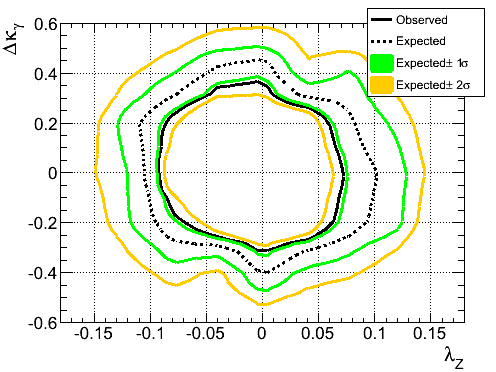 Δκγ
Observed
Expected
Expected± 1σ
Expected± 2σ
0.6
0.4
0.2
0
-0.2
-0.4
-0.6
-0.15 -0.1 -0.05 0 0.05 0.1 0.15
λZ